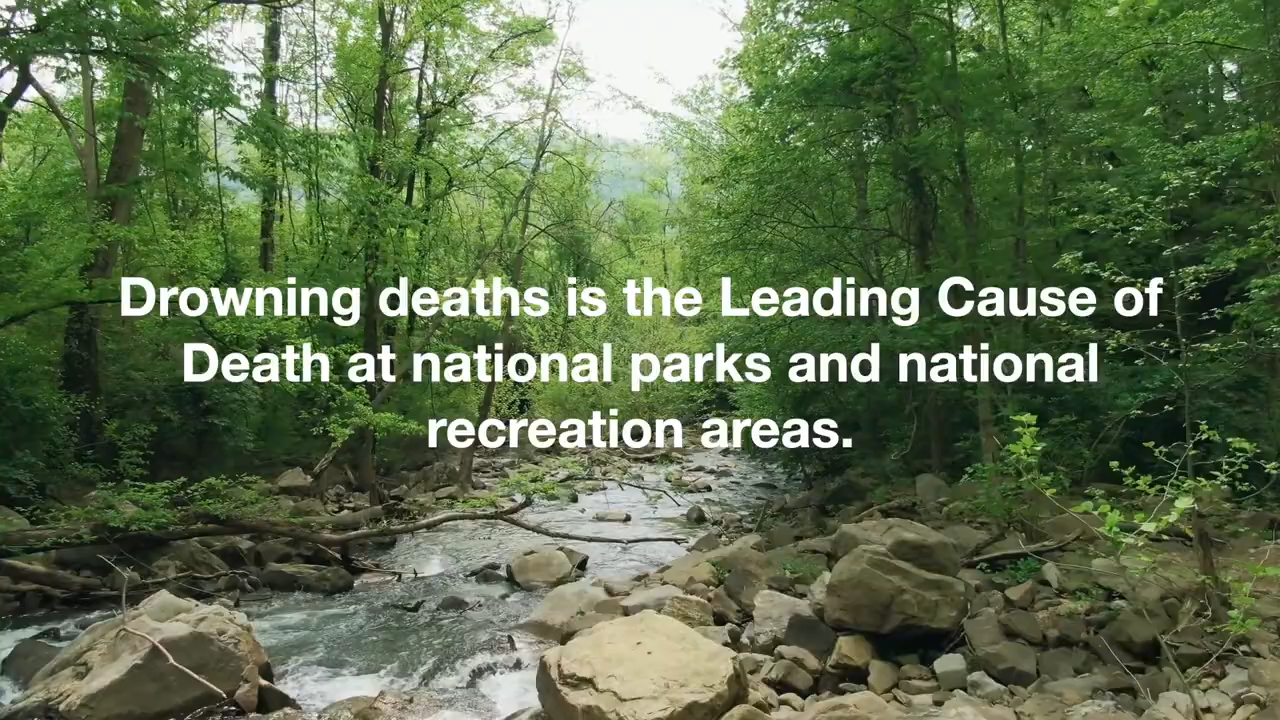 Drowning deaths is the Leading Cause of
Death at national parks and national
recreation areas.